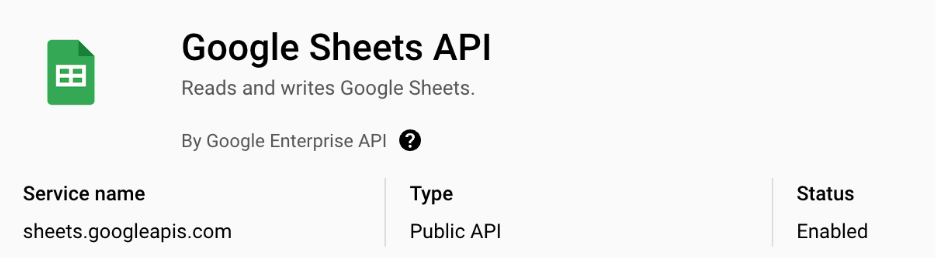 Google Sheets API
Reads and writes Google Sheets.
By Google Enterprise API ?
Service name
sheets.googleapis.com
Type
Public API
Status
Enabled